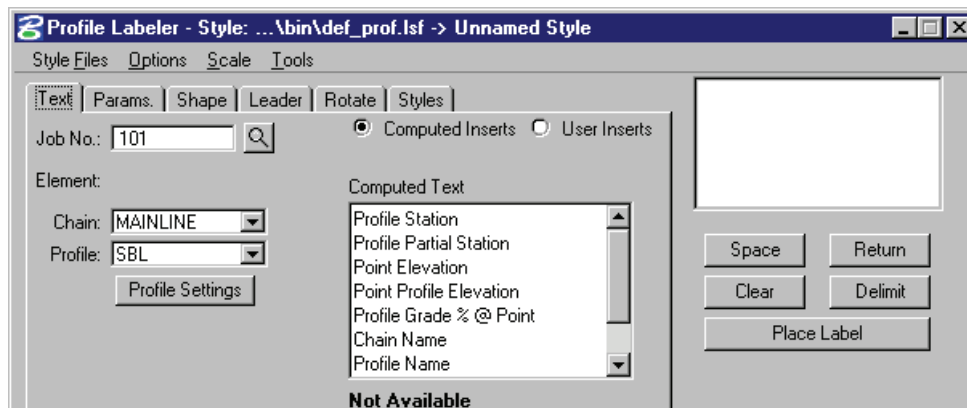 Profile Labeler - Style: ...\bin\def_prof.lsf -> Unnamed Style
Style Files Options Scale Tools
Text Params. Shape Leader Rotate Styles
Job No.: 101
Computed Inserts User Inserts
Element:
Chain: MAINLINE
Profile: SBL
Profile Settings
Computed Text
Profile Station
Profile Partial Station
Point Elevation
Point Profile Elevation
Profile Grade % @ Point
Chain Name
Profile Name
Not Available
Space Return
Clear Delimit
Place Label